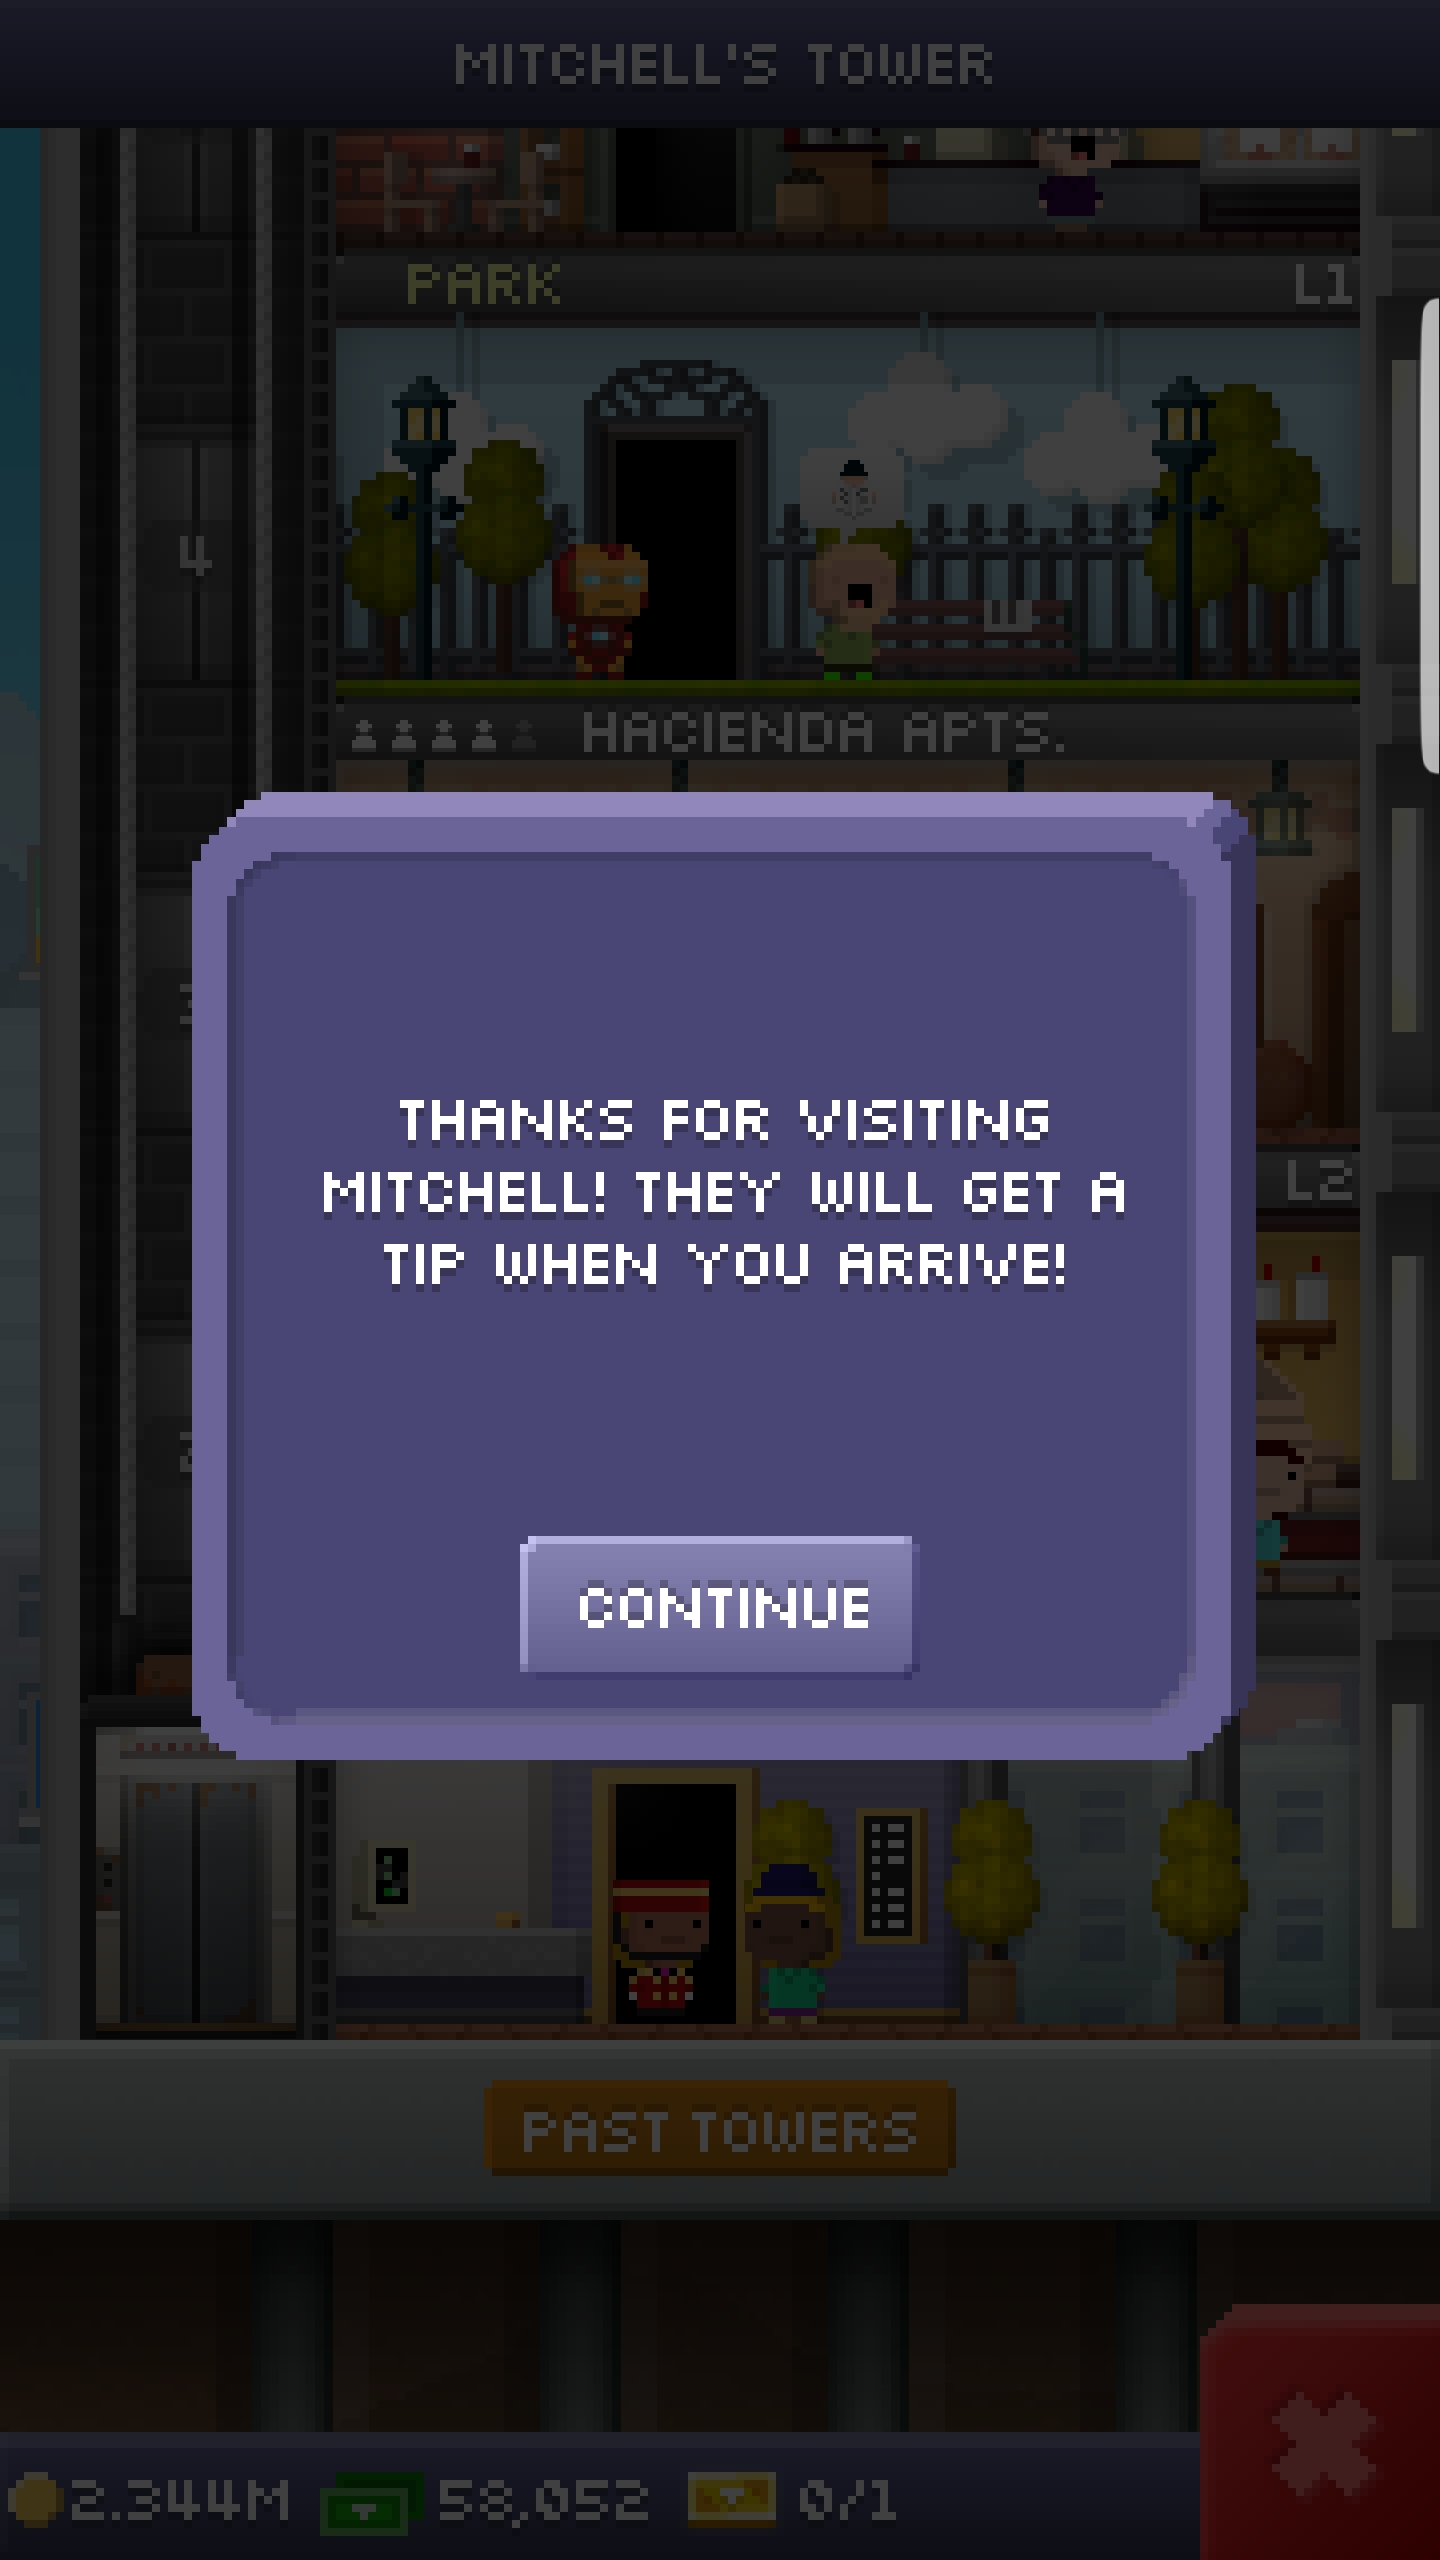 MITCHELL'S TOWER
PARK
L1
4
HACIENDA APTS.
L2
THANKS FOR VISITING
MITCHELL! THEY WILL GET A
TIP WHEN YOU ARRIVE!
CONTINUE
PAST TOWERS
2.344M
58,052
0/1